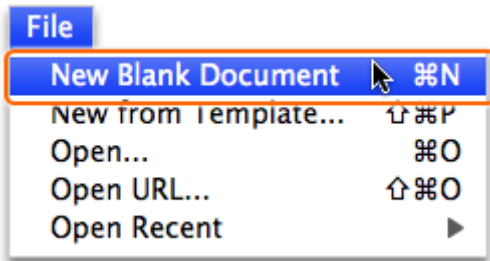 File
New Blank Document ⌘N
New from Template... ⇧⌘P
Open... ⌘O
Open URL... ⇧⌘O
Open Recent ▶